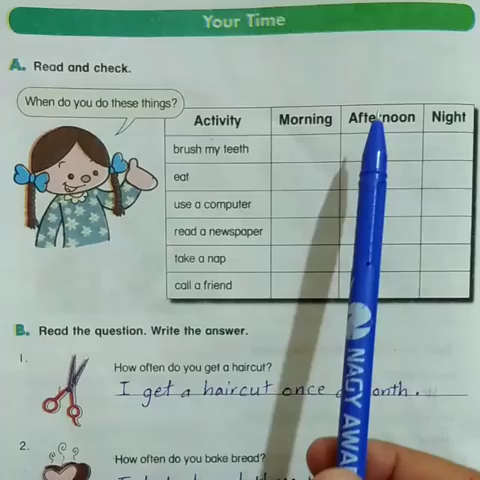 Your Time
A. Read and check.
When do you do these things?
Activity Morning Afternoon Night
brush my teeth
eat
use a computer
read a newspaper
take a nap
call a friend
B. Read the question. Write the answer.
1.
How often do you get a haircut?
I get a haircut once a month.
2.
How often do you bake bread?
NAGY AWA